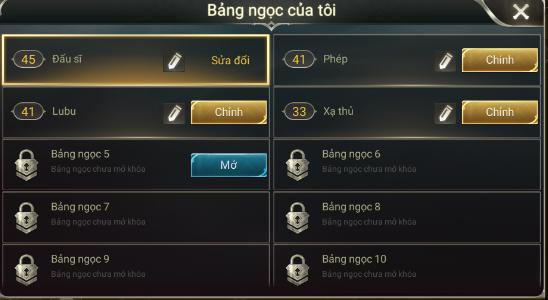 Bảng ngọc của tôi
45 Đấu sĩ Sửa đổi
41 Phép Chỉnh
41 Lubu Chỉnh
33 Xạ thủ Chỉnh
Bảng ngọc 5
Bảng ngọc chưa mở khóa
Mở
Bảng ngọc 6
Bảng ngọc chưa mở khóa
Bảng ngọc 7
Bảng ngọc chưa mở khóa
Bảng ngọc 8
Bảng ngọc chưa mở khóa
Bảng ngọc 9
Bảng ngọc chưa mở khóa
Bảng ngọc 10
Bảng ngọc chưa mở khóa